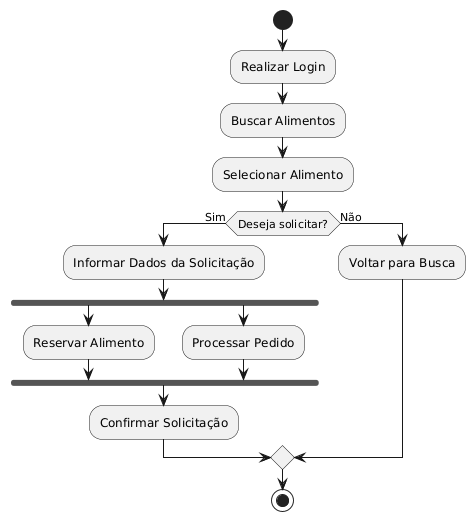 Realizar Login
Buscar Alimentos
Selecionar Alimento
Sim
Deseja solicitar?
Não
Informar Dados da Solicitação
Voltar para Busca
Reservar Alimento
Processar Pedido
Confirmar Solicitação